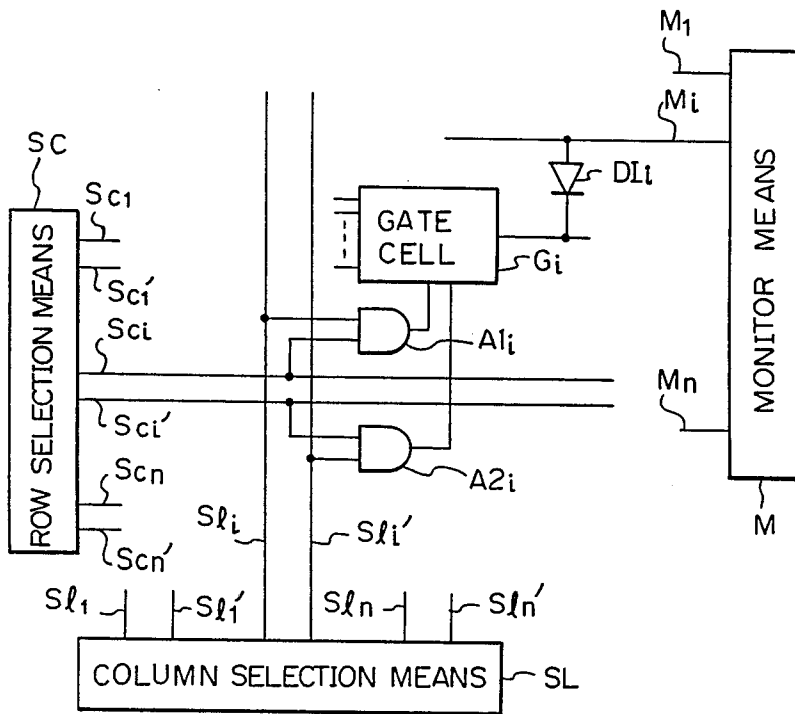 M1
Mi
SC
Sc1
Sc1'
Sci
Sci'
Scn
Scn'
ROW SELECTION MEANS
GATE
CELL
Gi
DIi
A1i
A2i
Mn
MONITOR MEANS
M
Sli
Sli'
Sl1
Sl1'
Sln
Sln'
COLUMN SELECTION MEANS
SL